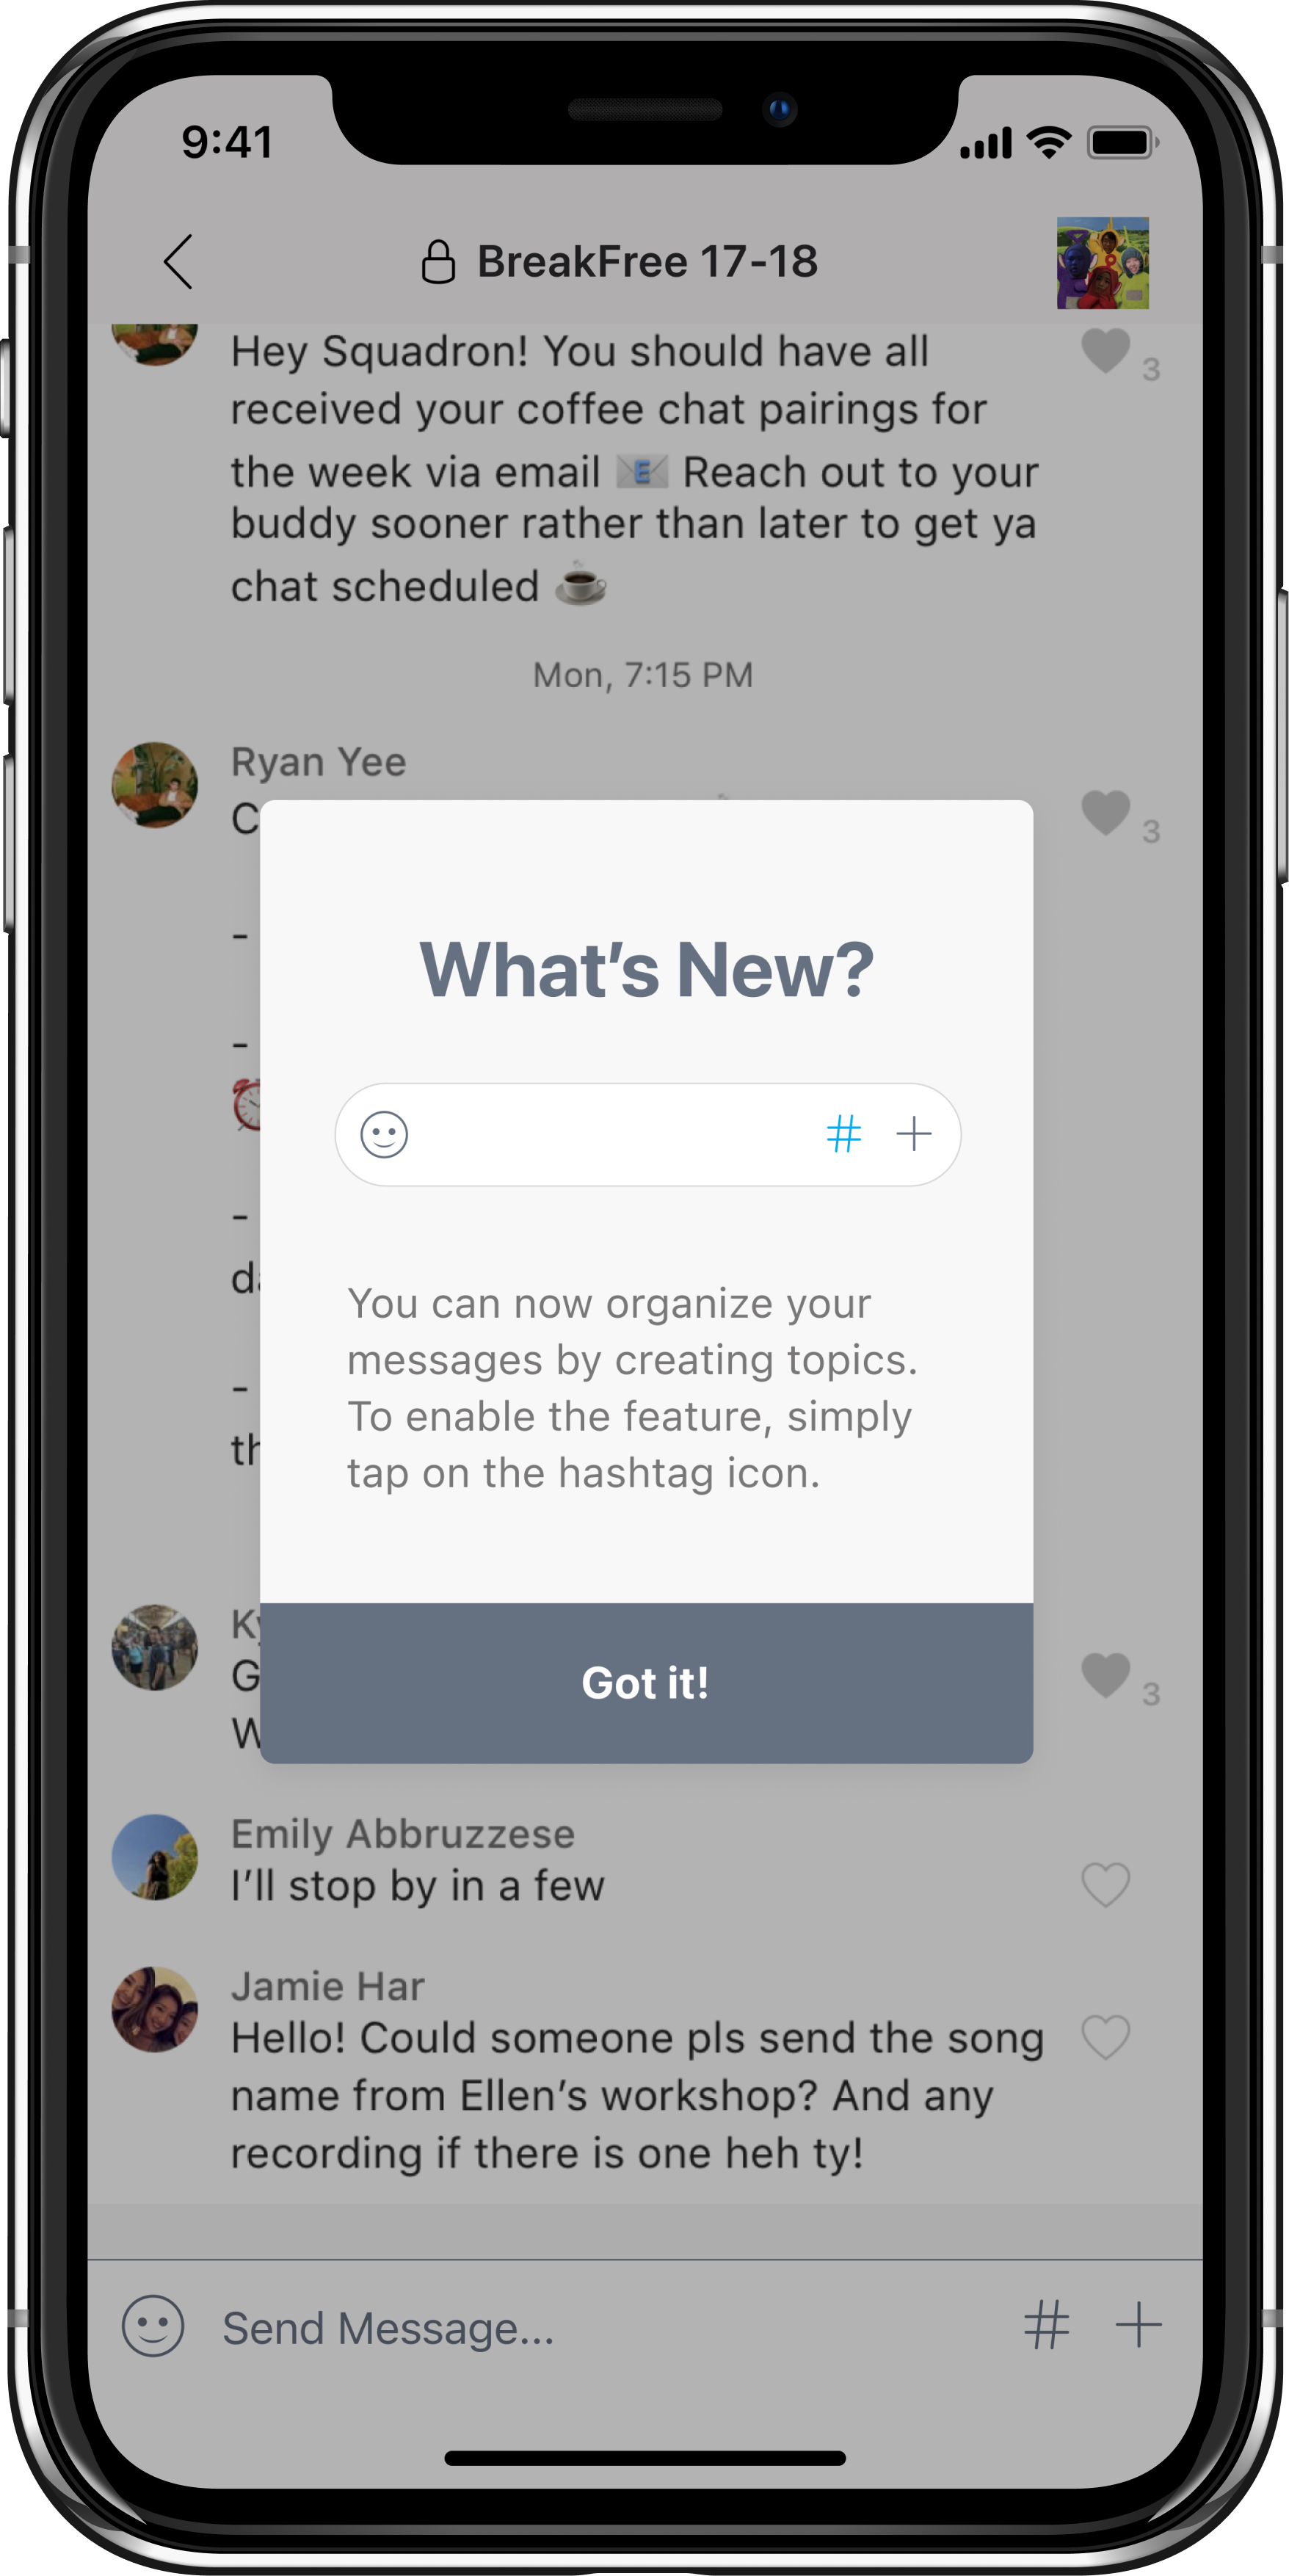 9:41
BreakFree 17-18
Hey Squadron! You should have all
3
received your coffee chat pairings for
the week via email 📧 Reach out to your
buddy sooner rather than later to get ya
chat scheduled ☕
Mon, 7:15 PM
Ryan Yee
C
3
-
What's New?
-
# +
-
You can now organize your
messages by creating topics.
-
To enable the feature, simply
tap on the hashtag icon.
G
3
Got it!
Emily Abbruzzese
I'll stop by in a few
Jamie Har
Hello! Could someone pls send the song
name from Ellen's workshop? And any
recording if there is one heh ty!
Send Message...
# +